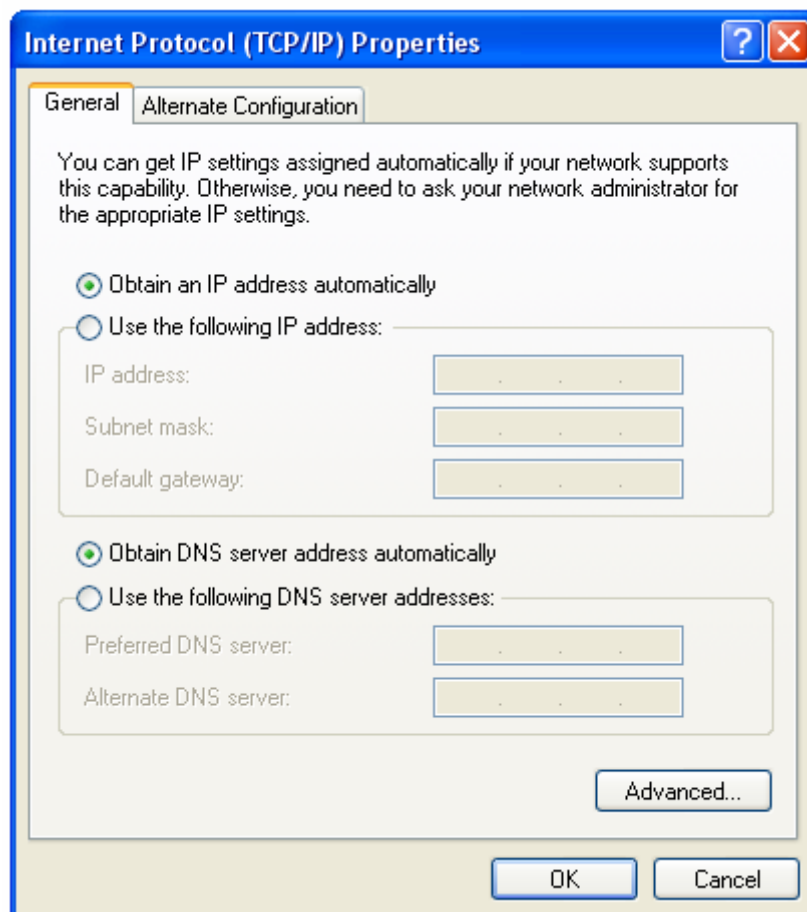 Internet Protocol (TCP/IP) Properties
General
Alternate Configuration
You can get IP settings assigned automatically if your network supports
this capability. Otherwise, you need to ask your network administrator for
the appropriate IP settings.
Obtain an IP address automatically
Use the following IP address:
IP address:
Subnet mask:
Default gateway:
Obtain DNS server address automatically
Use the following DNS server addresses:
Preferred DNS server:
Alternate DNS server:
Advanced...
OK
Cancel